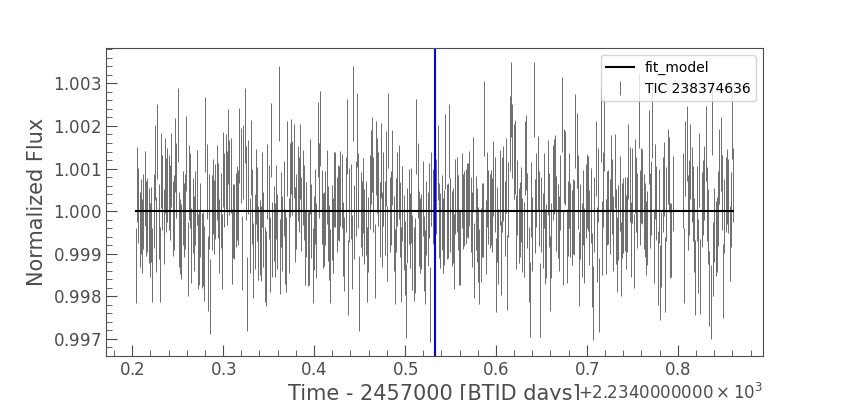 fit_model
TIC 238374636
Normalized Flux
1.003
1.002
1.001
1.000
0.999
0.998
0.997
0.2 0.3 0.4 0.5 0.6 0.7 0.8
Time - 2457000 [BTJD days]
+2.2340000000 × 10³